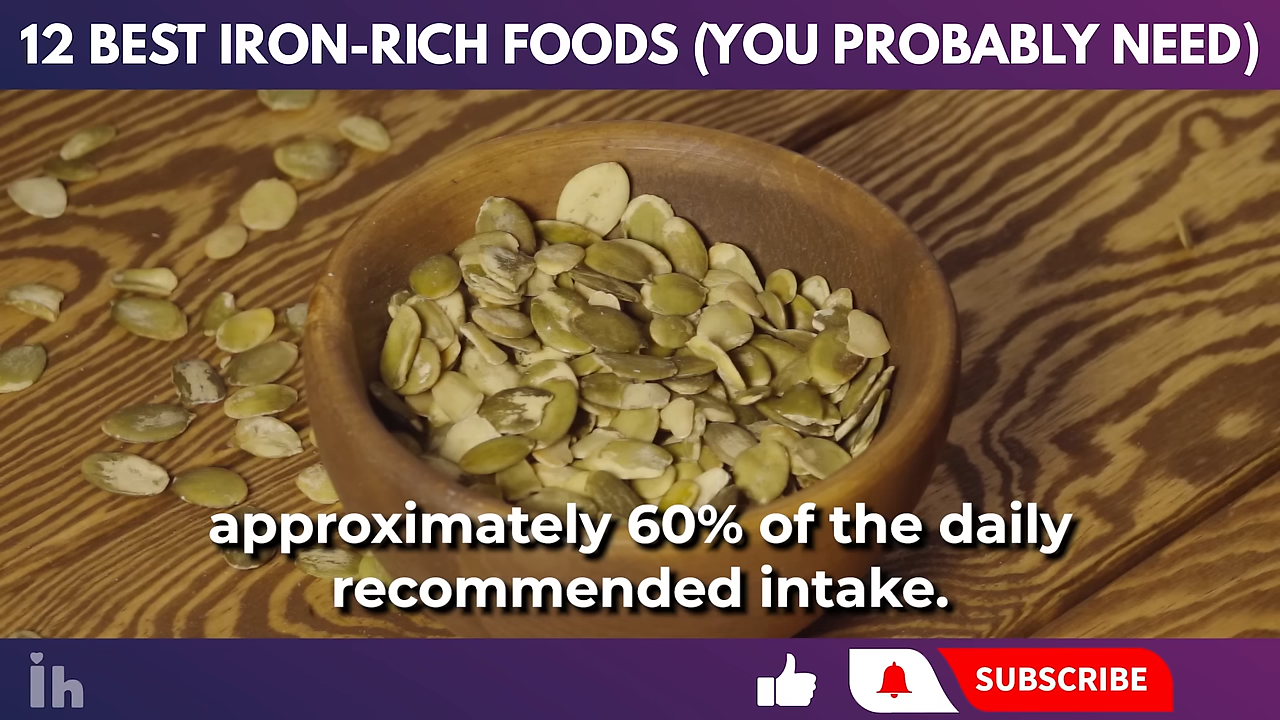 12 BEST IRON-RICH FOODS (YOU PROBABLY NEED)
approximately 60% of the daily
recommended intake.
ih
SUBSCRIBE